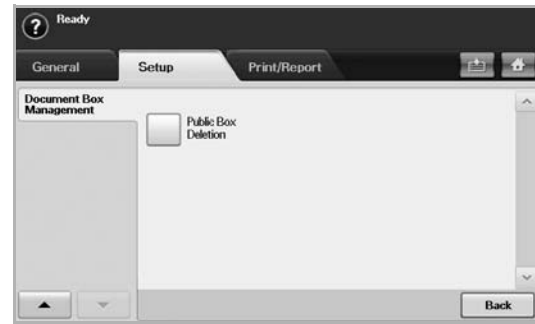 ?
Ready
General Setup Print/Report
Document Box
Management
Public Box
Deletion
Back